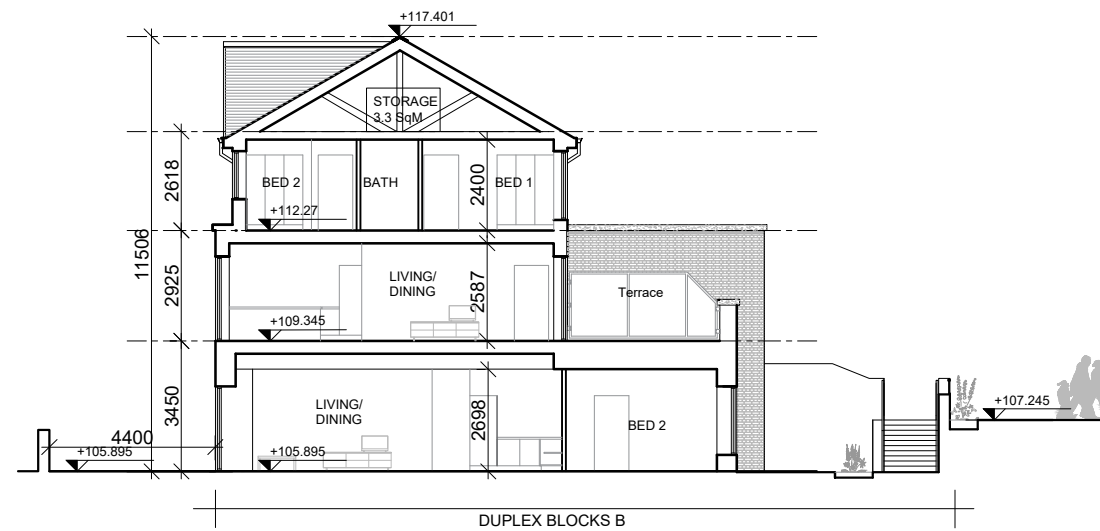 +117.401
STORAGE
3.3 SqM
2618
BED 2
BATH
2400
BED 1
+112.27
11506
2925
LIVING/
DINING
2587
Terrace
+109.345
3450
LIVING/
DINING
2698
BED 2
+107.245
4400
+105.895
+105.895
DUPLEX BLOCKS B